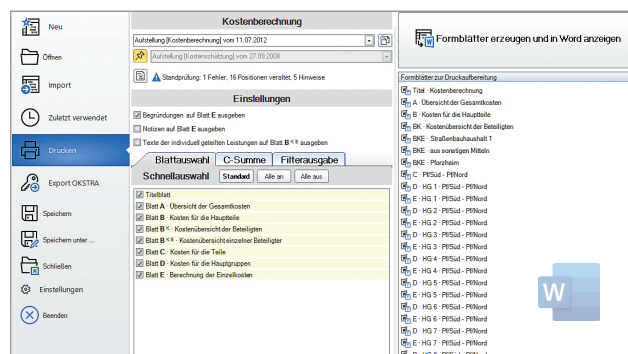 Neu
Öffnen
Import
Zuletzt verwendet
Drucken
Export OKSTRA
Speichern
Speichern unter ...
Schließen
Einstellungen
Beenden
Kostenberechnung
Aufstellung [Kostenberechnung] vom 11.07.2012
Aufstellung [Kostenschätzung] vom 27.09.2008
Standprüfung: 1 Fehler, 16 Positionen veraltet, 5 Hinweise
Einstellungen
Begründungen auf Blatt E ausgeben
Notizen auf Blatt E ausgeben
Texte der individuell geteilten Leistungen auf Blatt B K E ausgeben
Blattauswahl C-Summe Filterausgabe
Schnellauswahl Standard Alle an Alle aus
Titelblatt
Blatt A · Übersicht der Gesamtkosten
Blatt B · Kosten für die Hauptteile
Blatt B K · Kostenübersicht der Beteiligten
Blatt B K E · Kostenübersicht einzelner Beteiligter
Blatt C · Kosten für die Teile
Blatt D · Kosten für die Hauptgruppen
Blatt E · Berechnung der Einzelkosten
Formblätter erzeugen und in Word anzeigen
Formblätter zur Druckaufbereitung
Titel · Kostenberechnung
A · Übersicht der Gesamtkosten
B · Kosten für die Hauptteile
BK · Kostenübersicht der Beteiligten
BKE · Straßenbauhaushalt 1
BKE · aus sonstigen Mitteln
BKE · Pforzheim
C · Pf/Süd - Pf/Nord
D · HG 1 · Pf/Süd - Pf/Nord
E · HG 1 · Pf/Süd - Pf/Nord
D · HG 2 · Pf/Süd - Pf/Nord
E · HG 2 · Pf/Süd - Pf/Nord
D · HG 3 · Pf/Süd - Pf/Nord
E · HG 3 · Pf/Süd - Pf/Nord
D · HG 4 · Pf/Süd - Pf/Nord
E · HG 4 · Pf/Süd - Pf/Nord
D · HG 5 · Pf/Süd - Pf/Nord
E · HG 5 · Pf/Süd - Pf/Nord
D · HG 6 · Pf/Süd - Pf/Nord
E · HG 6 · Pf/Süd - Pf/Nord
D · HG 7 · Pf/Süd - Pf/Nord
E · HG 7 · Pf/Süd - Pf/Nord
W